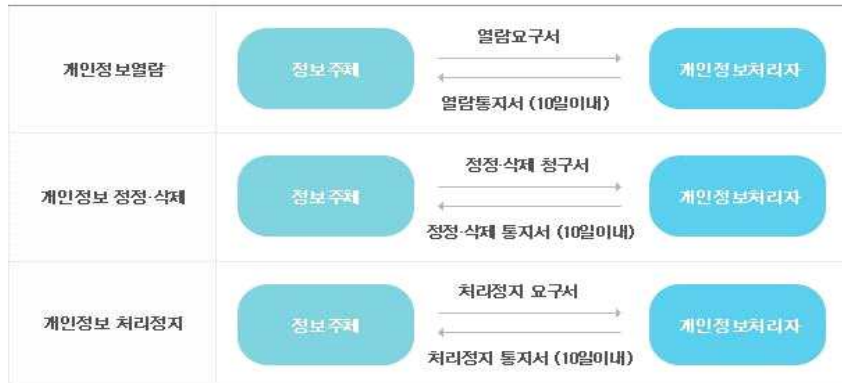 열람요구서
개인정보열람
정보주체
개인정보처리자
열람통지서 (10일이내)
정정·삭제 청구서
개인정보 정정·삭제
정보주체
개인정보처리자
정정·삭제 통지서 (10일이내)
처리정지 요구서
개인정보 처리정지
정보주체
개인정보처리자
처리정지 통지서 (10일이내)